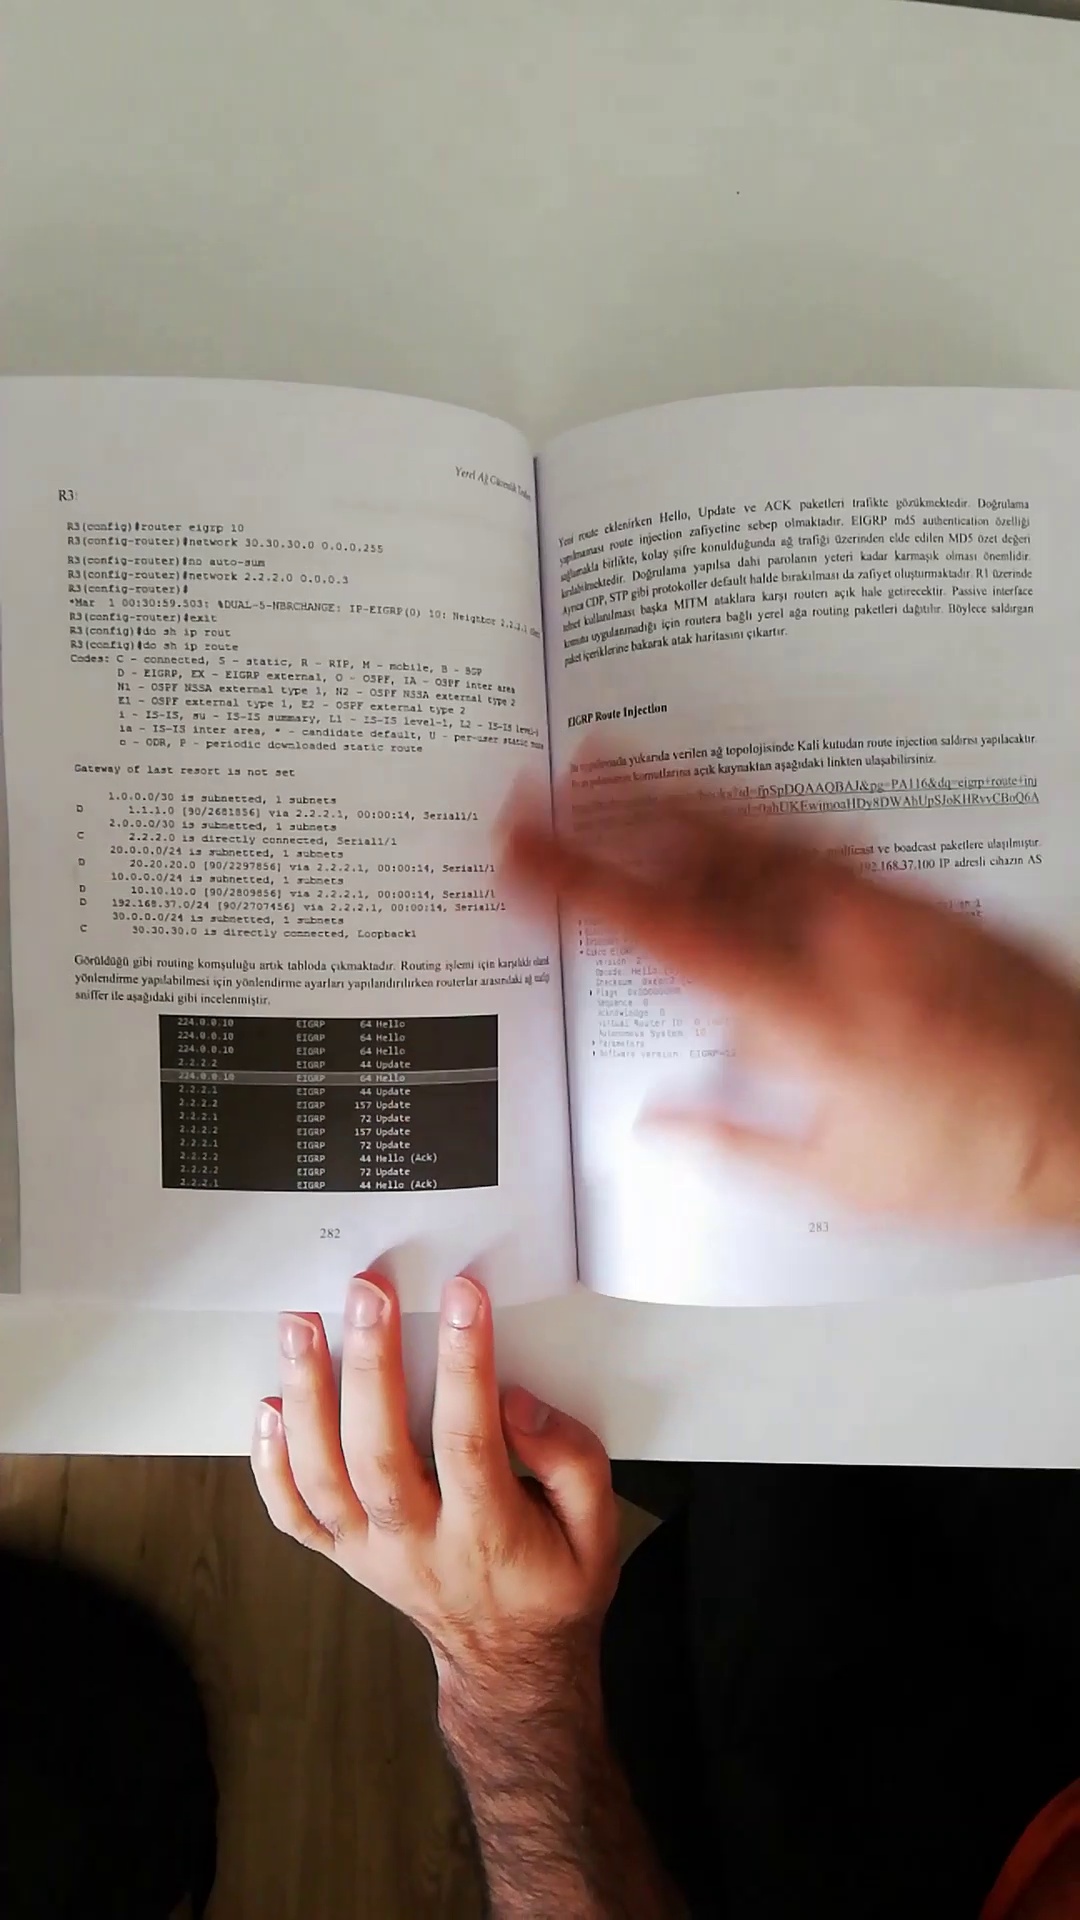 Yerel Ağ Güvenlik
R3:
R3(config)#router eigrp 10
R3(config-router)#network 30.30.30.0 0.0.0.255
R3(config-router)#no auto-sum
R3(config-router)#network 2.2.2.0 0.0.0.3
R3(config-router)#
*Mar 1 00:30:59.503: %DUAL-5-NBRCHANGE: IP-EIGRP(0) 10: Neighbor 2.2.2.1
R3(config-router)#exit
R3(config)#do sh ip rout
R3(config)#do sh ip route
Codes: C - connected, S - static, R - RIP, M - mobile, B - BGP
D - EIGRP, EX - EIGRP external, O - OSPF, IA - OSPF inter area
N1 - OSPF NSSA external type 1, N2 - OSPF NSSA external type 2
E1 - OSPF external type 1, E2 - OSPF external type 2
i - IS-IS, su - IS-IS summary, L1 - IS-IS level-1, L2 - IS-IS level-
ia - IS-IS inter area, * - candidate default, U - per-user static
o - ODR, P - periodic downloaded static route
Gateway of last resort is not set
1.0.0.0/30 is subnetted, 1 subnets
D 1.1.1.0 [90/2681856] via 2.2.2.1, 00:00:14, Serial1/1
2.0.0.0/30 is subnetted, 1 subnets
C 2.2.2.0 is directly connected, Serial1/1
20.0.0.0/24 is subnetted, 1 subnets
D 20.20.20.0 [90/2297856] via 2.2.2.1, 00:00:14, Serial1/1
10.0.0.0/24 is subnetted, 1 subnets
D 10.10.10.0 [90/2809856] via 2.2.2.1, 00:00:14, Serial1/1
D 192.168.37.0/24 [90/2707456] via 2.2.2.1, 00:00:14, Serial1/1
30.0.0.0/24 is subnetted, 1 subnets
C 30.30.30.0 is directly connected, Loopback1
Görüldüğü gibi routing komşuluğu artık tabloda çıkmaktadır. Routing işlemi için karşılıklı olarak
yönlendirme yapılabilmesi için yönlendirme ayarları yapılandırılırken routerlar arasındaki ağ trafiği
sniffer ile aşağıdaki gibi incelenmiştir.
224.0.0.10 EIGRP 64 Hello
224.0.0.10 EIGRP 64 Hello
224.0.0.10 EIGRP 64 Hello
2.2.2.2 EIGRP 44 Update
224.0.0.10 EIGRP 64 Hello
2.2.2.1 EIGRP 44 Update
2.2.2.2 EIGRP 157 Update
2.2.2.1 EIGRP 72 Update
2.2.2.2 EIGRP 157 Update
2.2.2.1 EIGRP 72 Update
2.2.2.2 EIGRP 44 Hello (Ack)
2.2.2.2 EIGRP 72 Update
2.2.2.1 EIGRP 44 Hello (Ack)
282
Yeni route eklenirken Hello, Update ve ACK paketleri trafikte gözükmektedir. Doğrulama
yapılmaması route injection zafiyetine sebep olmaktadır. EIGRP md5 authentication özelliği
sağlamakla birlikte, kolay şifre konulduğunda ağ trafiği üzerinden elde edilen MD5 özet değeri
kırılabilmektedir. Doğrulama yapılsa dahi parolanın yeteri kadar karmaşık olması önemlidir.
Ayrıca CDP, STP gibi protokoller default halde bırakılması da zafiyet oluşturmaktadır. R1 üzerinde
telnet kullanılması başka MITM ataklara karşı routerı açık hale getirecektir. Passive interface
komutu uygulanmadığı için routera bağlı yerel ağa routing paketleri dağıtılır. Böylece saldırgan
paket içeriklerine bakarak atak haritasını çıkartır.
EIGRP Route Injection
yukarıda verilen ağ topolojisinde Kali kutudan route injection saldırısı yapılacaktır.
komutlarına açık kaynaktan aşağıdaki linkten ulaşabilirsiniz.
id=fpSpDQAAQBAJ&pg=PA116&dq=eigrp+route+inj
multicast ve boadcast paketlere ulaşılmıştır.
192.168.37.100 IP adresli cihazın AS
Cisco EIGRP
Version: 2
Opcode: Hello
Checksum:
Flags:
Sequence: 0
Acknowledge: 0
Virtual Router ID: 0
Autonomous System: 10
Parameters
Software Version: EIGRP
283